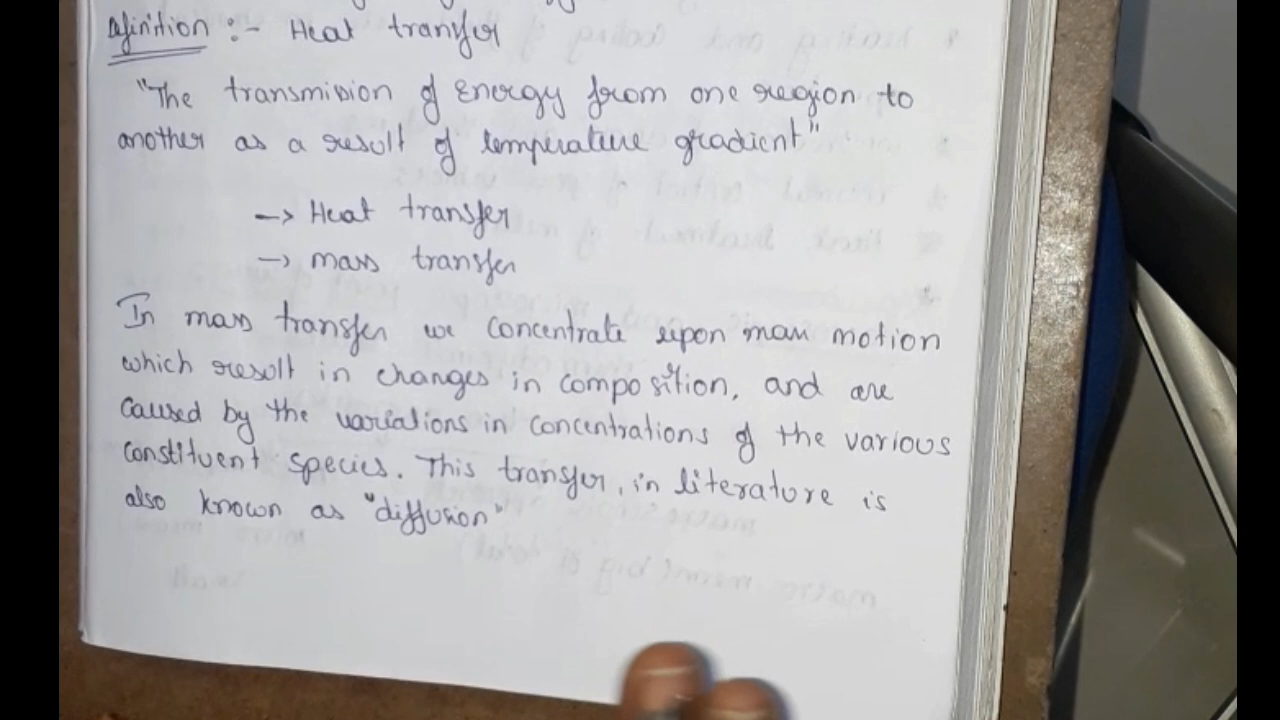 Definition :- Heat transfer
"The transmission of Energy from one region to
another as a result of temperature gradient"
-> Heat transfer
-> mass transfer
In mass transfer we concentrate upon mass motion
which result in changes in composition, and are
caused by the variations in concentrations of the various
constituent species. This transfer, in literature is
also known as "diffusion"